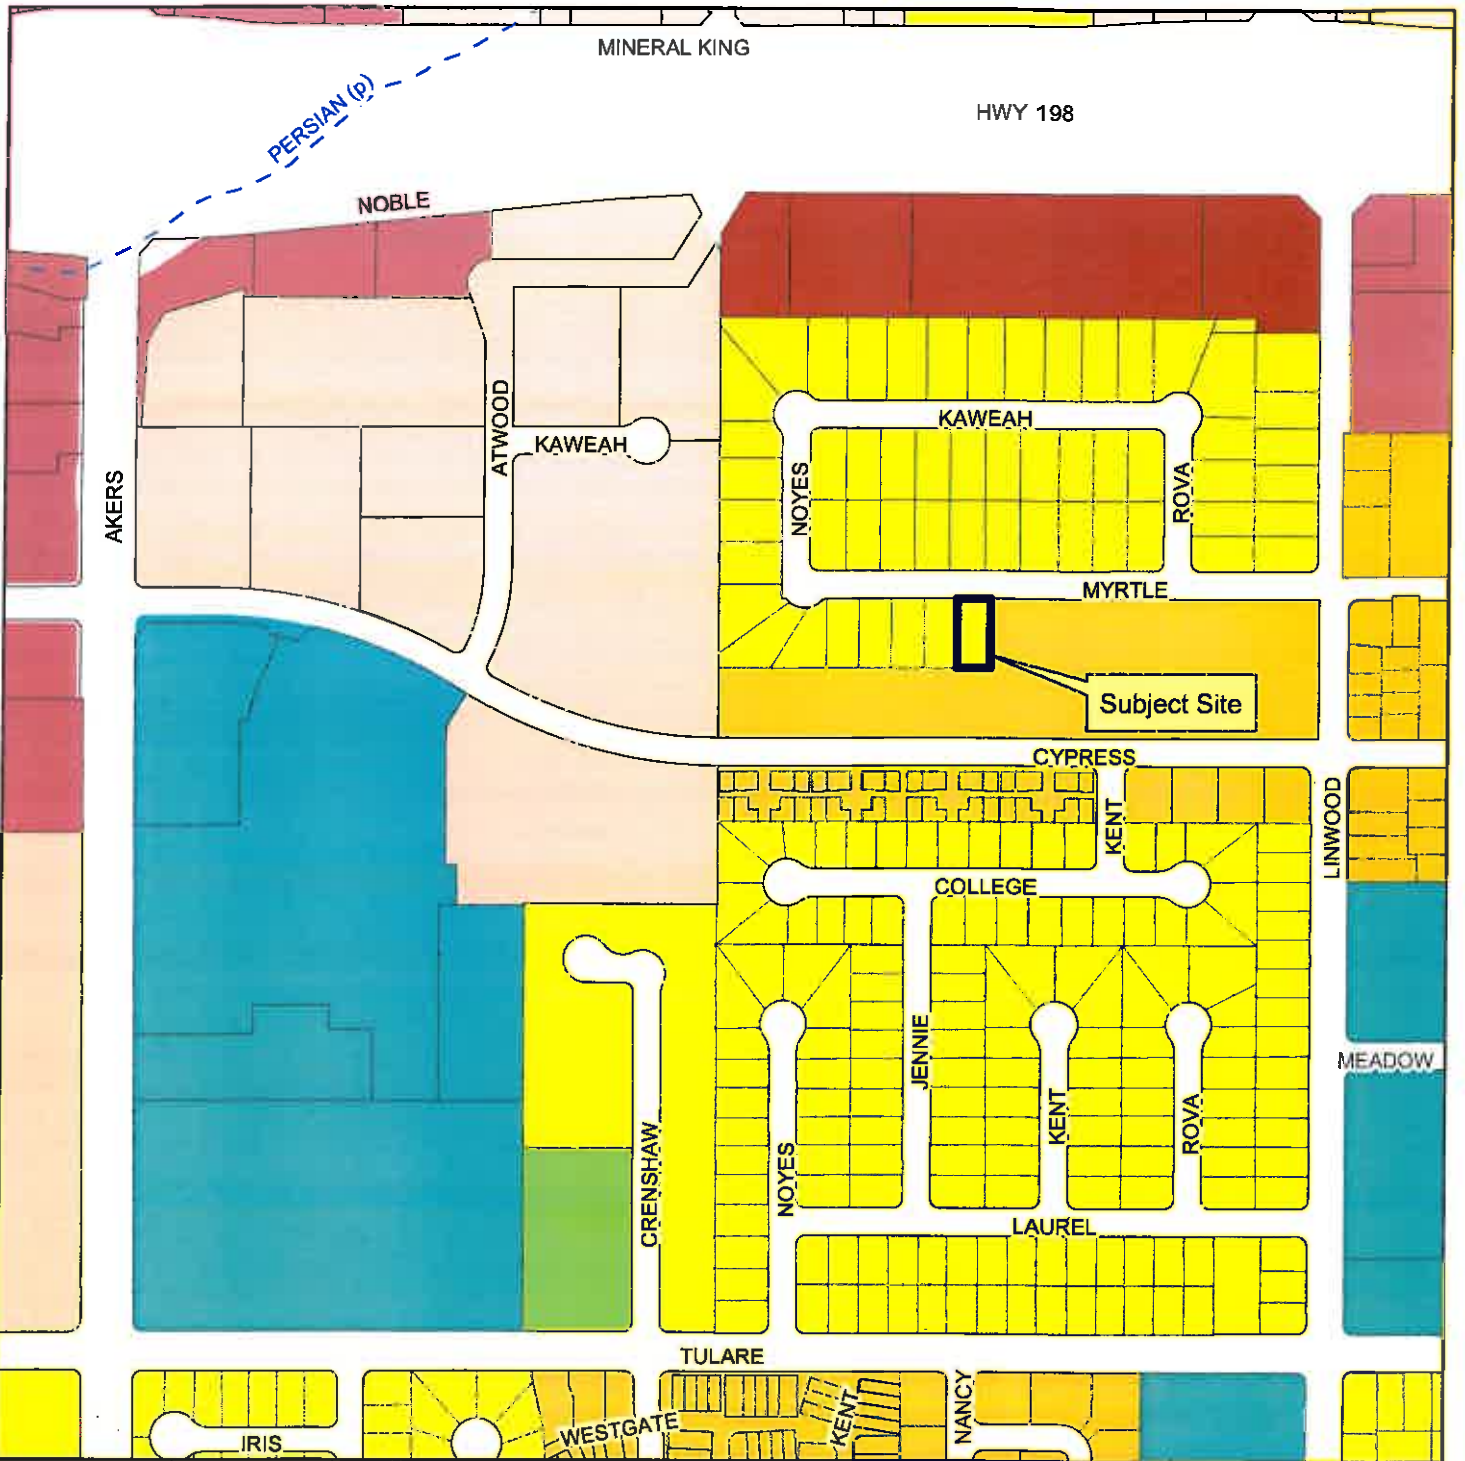 MINERAL KING
PERSIAN (p)
HWY 198
NOBLE
ATWOOD
KAWEAH
KAWEAH
AKERS
NOYES
ROVA
MYRTLE
Subject Site
CYPRESS
KENT
LINWOOD
COLLEGE
JENNIE
MEADOW
KENT
ROVA
CRENSHAW
NOYES
LAUREL
TULARE
NANCY
KENT
WESTGATE
IRIS